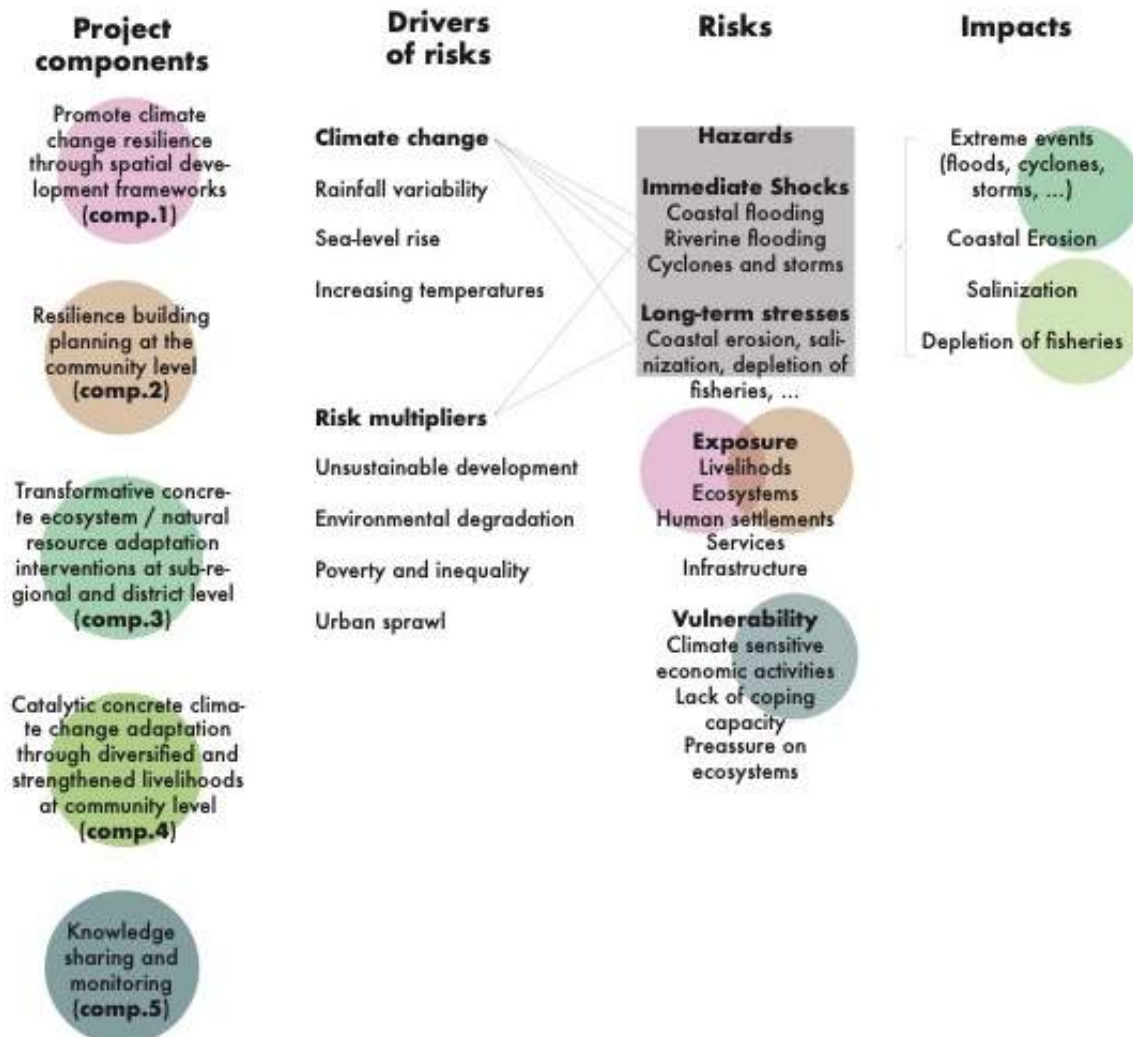 Project
components
Promote climate
change resilience
through spatial deve-
lopment frameworks
(comp.1)
Resilience building
planning at the
community level
(comp.2)
Transformative concre-
te ecosystem / natural
resource adaptation
interventions at sub-re-
gional and district level
(comp.3)
Catalytic concrete clima-
te change adaptation
through diversified and
strengthened livelihoods
at community level
(comp.4)
Knowledge
sharing and
monitoring
(comp.5)
Drivers
of risks
Climate change
Rainfall variability
Sea-level rise
Increasing temperatures
Risk multipliers
Unsustainable development
Environmental degradation
Poverty and inequality
Urban sprawl
Risks
Hazards
Immediate Shocks
Coastal flooding
Riverine flooding
Cyclones and storms
Long-term stresses
Coastal erosion, sali-
nization, depletion of
fisheries, ...
Exposure
Livelihods
Ecosystems
Human settlements
Services
Infrastructure
Vulnerability
Climate sensitive
economic activities
Lack of coping
capacity
Preassure on
ecosystems
Impacts
Extreme events
(floods, cyclones,
storms, ...)
Coastal Erosion
Salinization
Depletion of fisheries